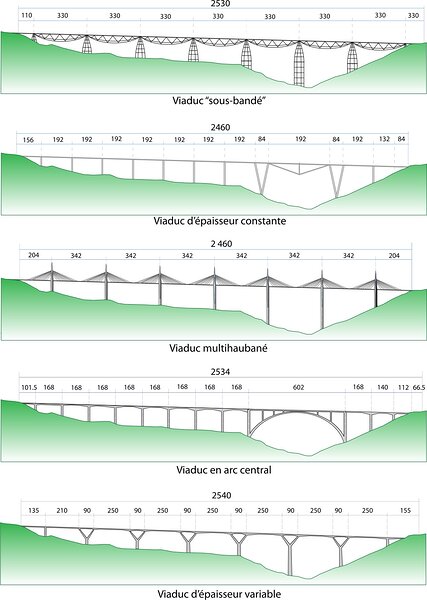 2530
110 330 330 330 330 330 330 330 330
Viaduc “sous-bandé”
2460
156 192 192 192 192 192 192 84 192 84 192 132 84
Viaduc d’épaisseur constante
2 460
204 342 342 342 342 342 342 204
Viaduc multihaubané
2534
101.5 168 168 168 168 168 168 168 602 168 140 112 66.5
Viaduc en arc central
2540
135 210 90 250 90 250 90 250 90 250 90 250 90 250 155
Viaduc d’épaisseur variable